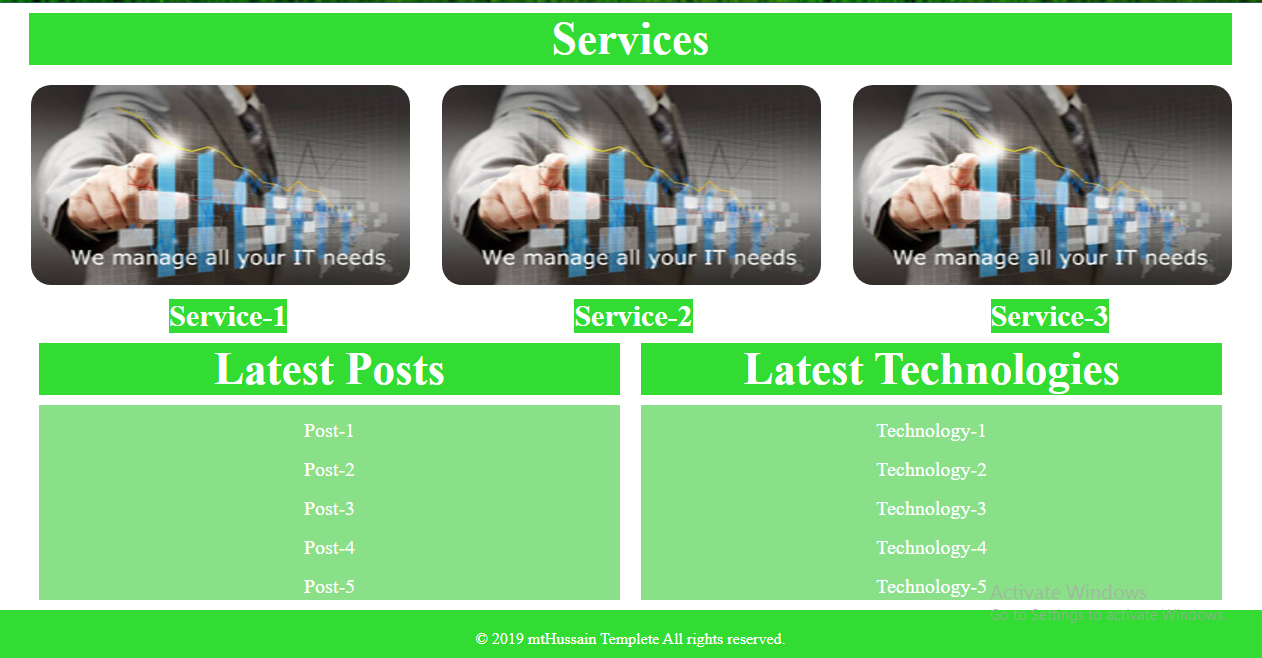 Services
We manage all your IT needs
We manage all your IT needs
We manage all your IT needs
Service-1
Service-2
Service-3
Latest Posts
Latest Technologies
Post-1
Technology-1
Post-2
Technology-2
Post-3
Technology-3
Post-4
Technology-4
Post-5
Technology-5
Activate Windows
Go to Settings to activate Windows.
© 2019 mtHussain Templete All rights reserved.